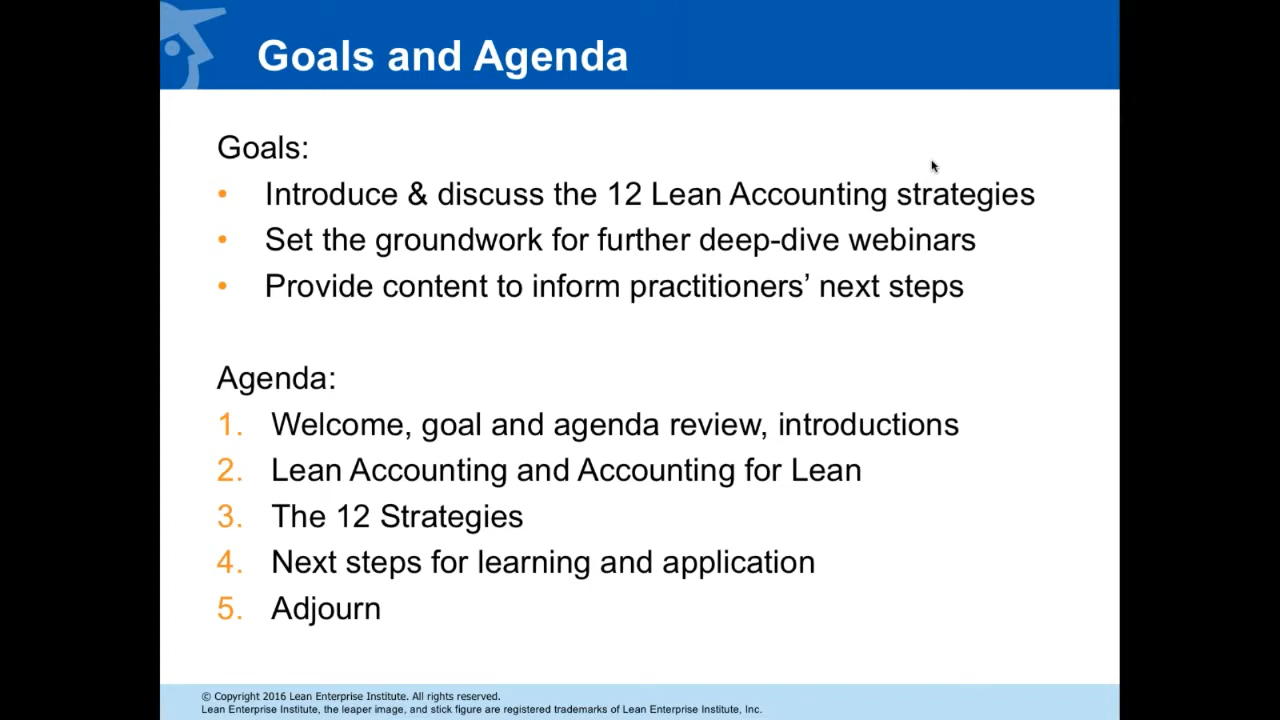 Goals and Agenda
Goals:
• Introduce & discuss the 12 Lean Accounting strategies
• Set the groundwork for further deep-dive webinars
• Provide content to inform practitioners’ next steps
Agenda:
1. Welcome, goal and agenda review, introductions
2. Lean Accounting and Accounting for Lean
3. The 12 Strategies
4. Next steps for learning and application
5. Adjourn
© Copyright 2016 Lean Enterprise Institute. All rights reserved.
Lean Enterprise Institute, the leaper image, and stick figure are registered trademarks of Lean Enterprise Institute, Inc.